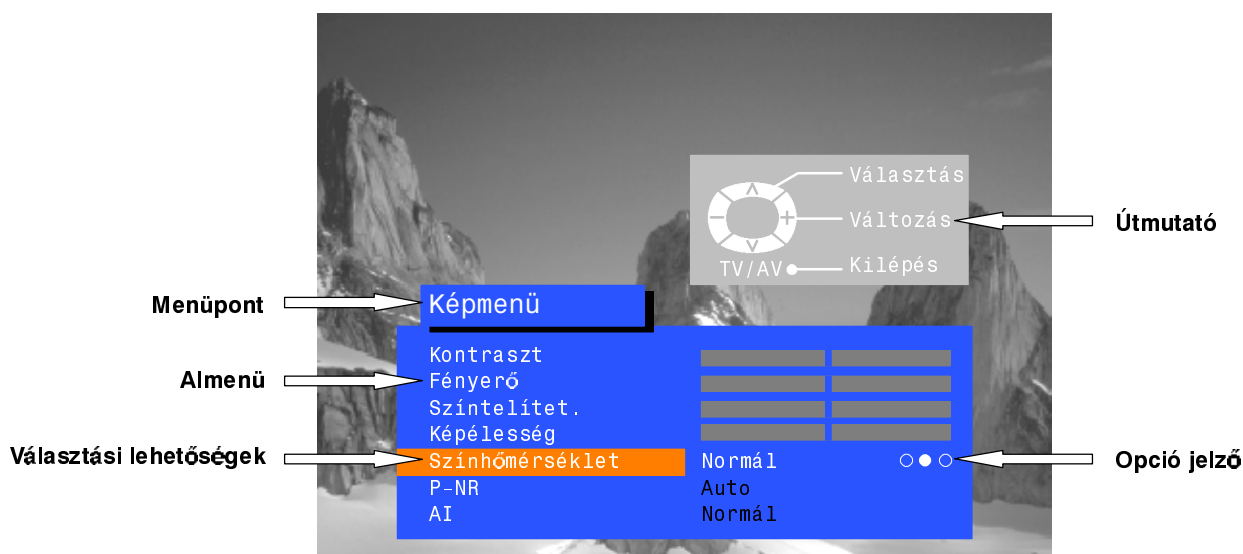 Választás
Változás
TV/AV Kilépés
Útmutató
Menüpont
Képmenü
Kontraszt
Almenü
Fényerő
Színtelítet.
Képélesség
Választási lehetőségek
Színhőmérséklet Normál
Opció jelző
P-NR Auto
AI Normál